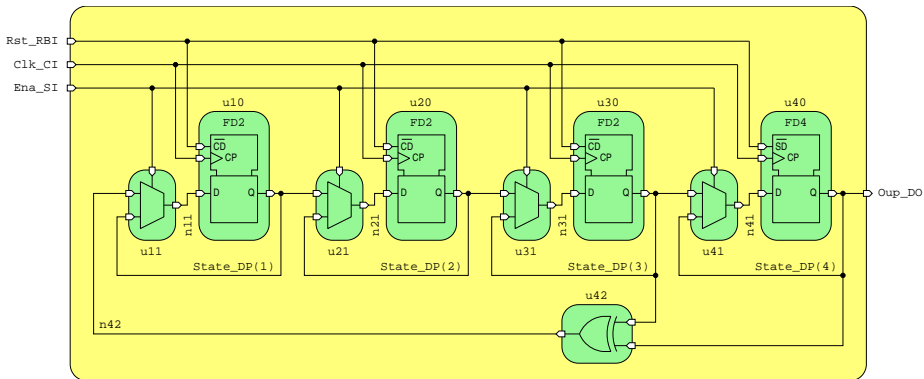 Rst_RBI
Clk_CI
Ena_SI
u10
u20
u30
u40
FD2
FD2
FD2
FD4
CD
CD
CD
SD
CP
CP
CP
CP
D Q
D Q
D Q
D Q
Oup_DO
n11
n21
n31
n41
u11
u21
u31
u41
State_DP(1)
State_DP(2)
State_DP(3)
State_DP(4)
u42
n42